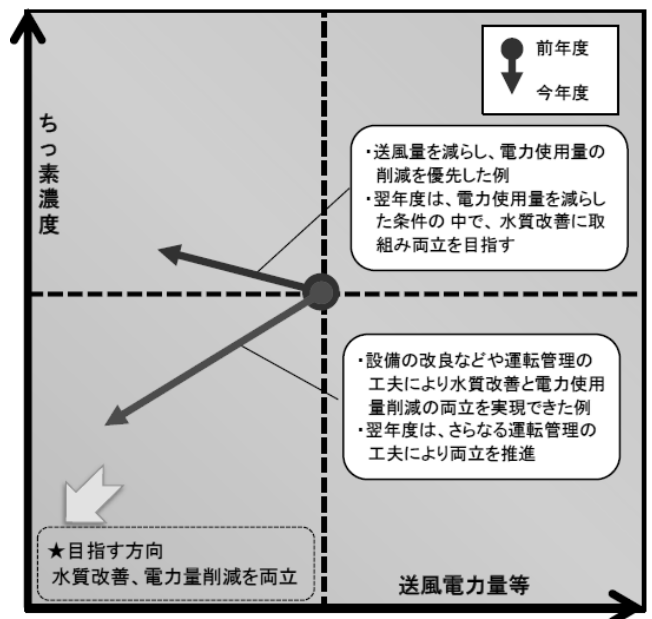 前年度
今年度
ちっ素濃度
・送風量を減らし、電力使用量の
削減を優先した例
・翌年度は、電力使用量を減らし
た条件の 中で、水質改善に取
組み両立を目指す
・設備の改良などや運転管理の
工夫により水質改善と電力使用
量削減の両立を実現できた例
・翌年度は、さらなる運転管理の
工夫により両立を推進
★目指す方向
水質改善、電力量削減を両立
送風電力量等